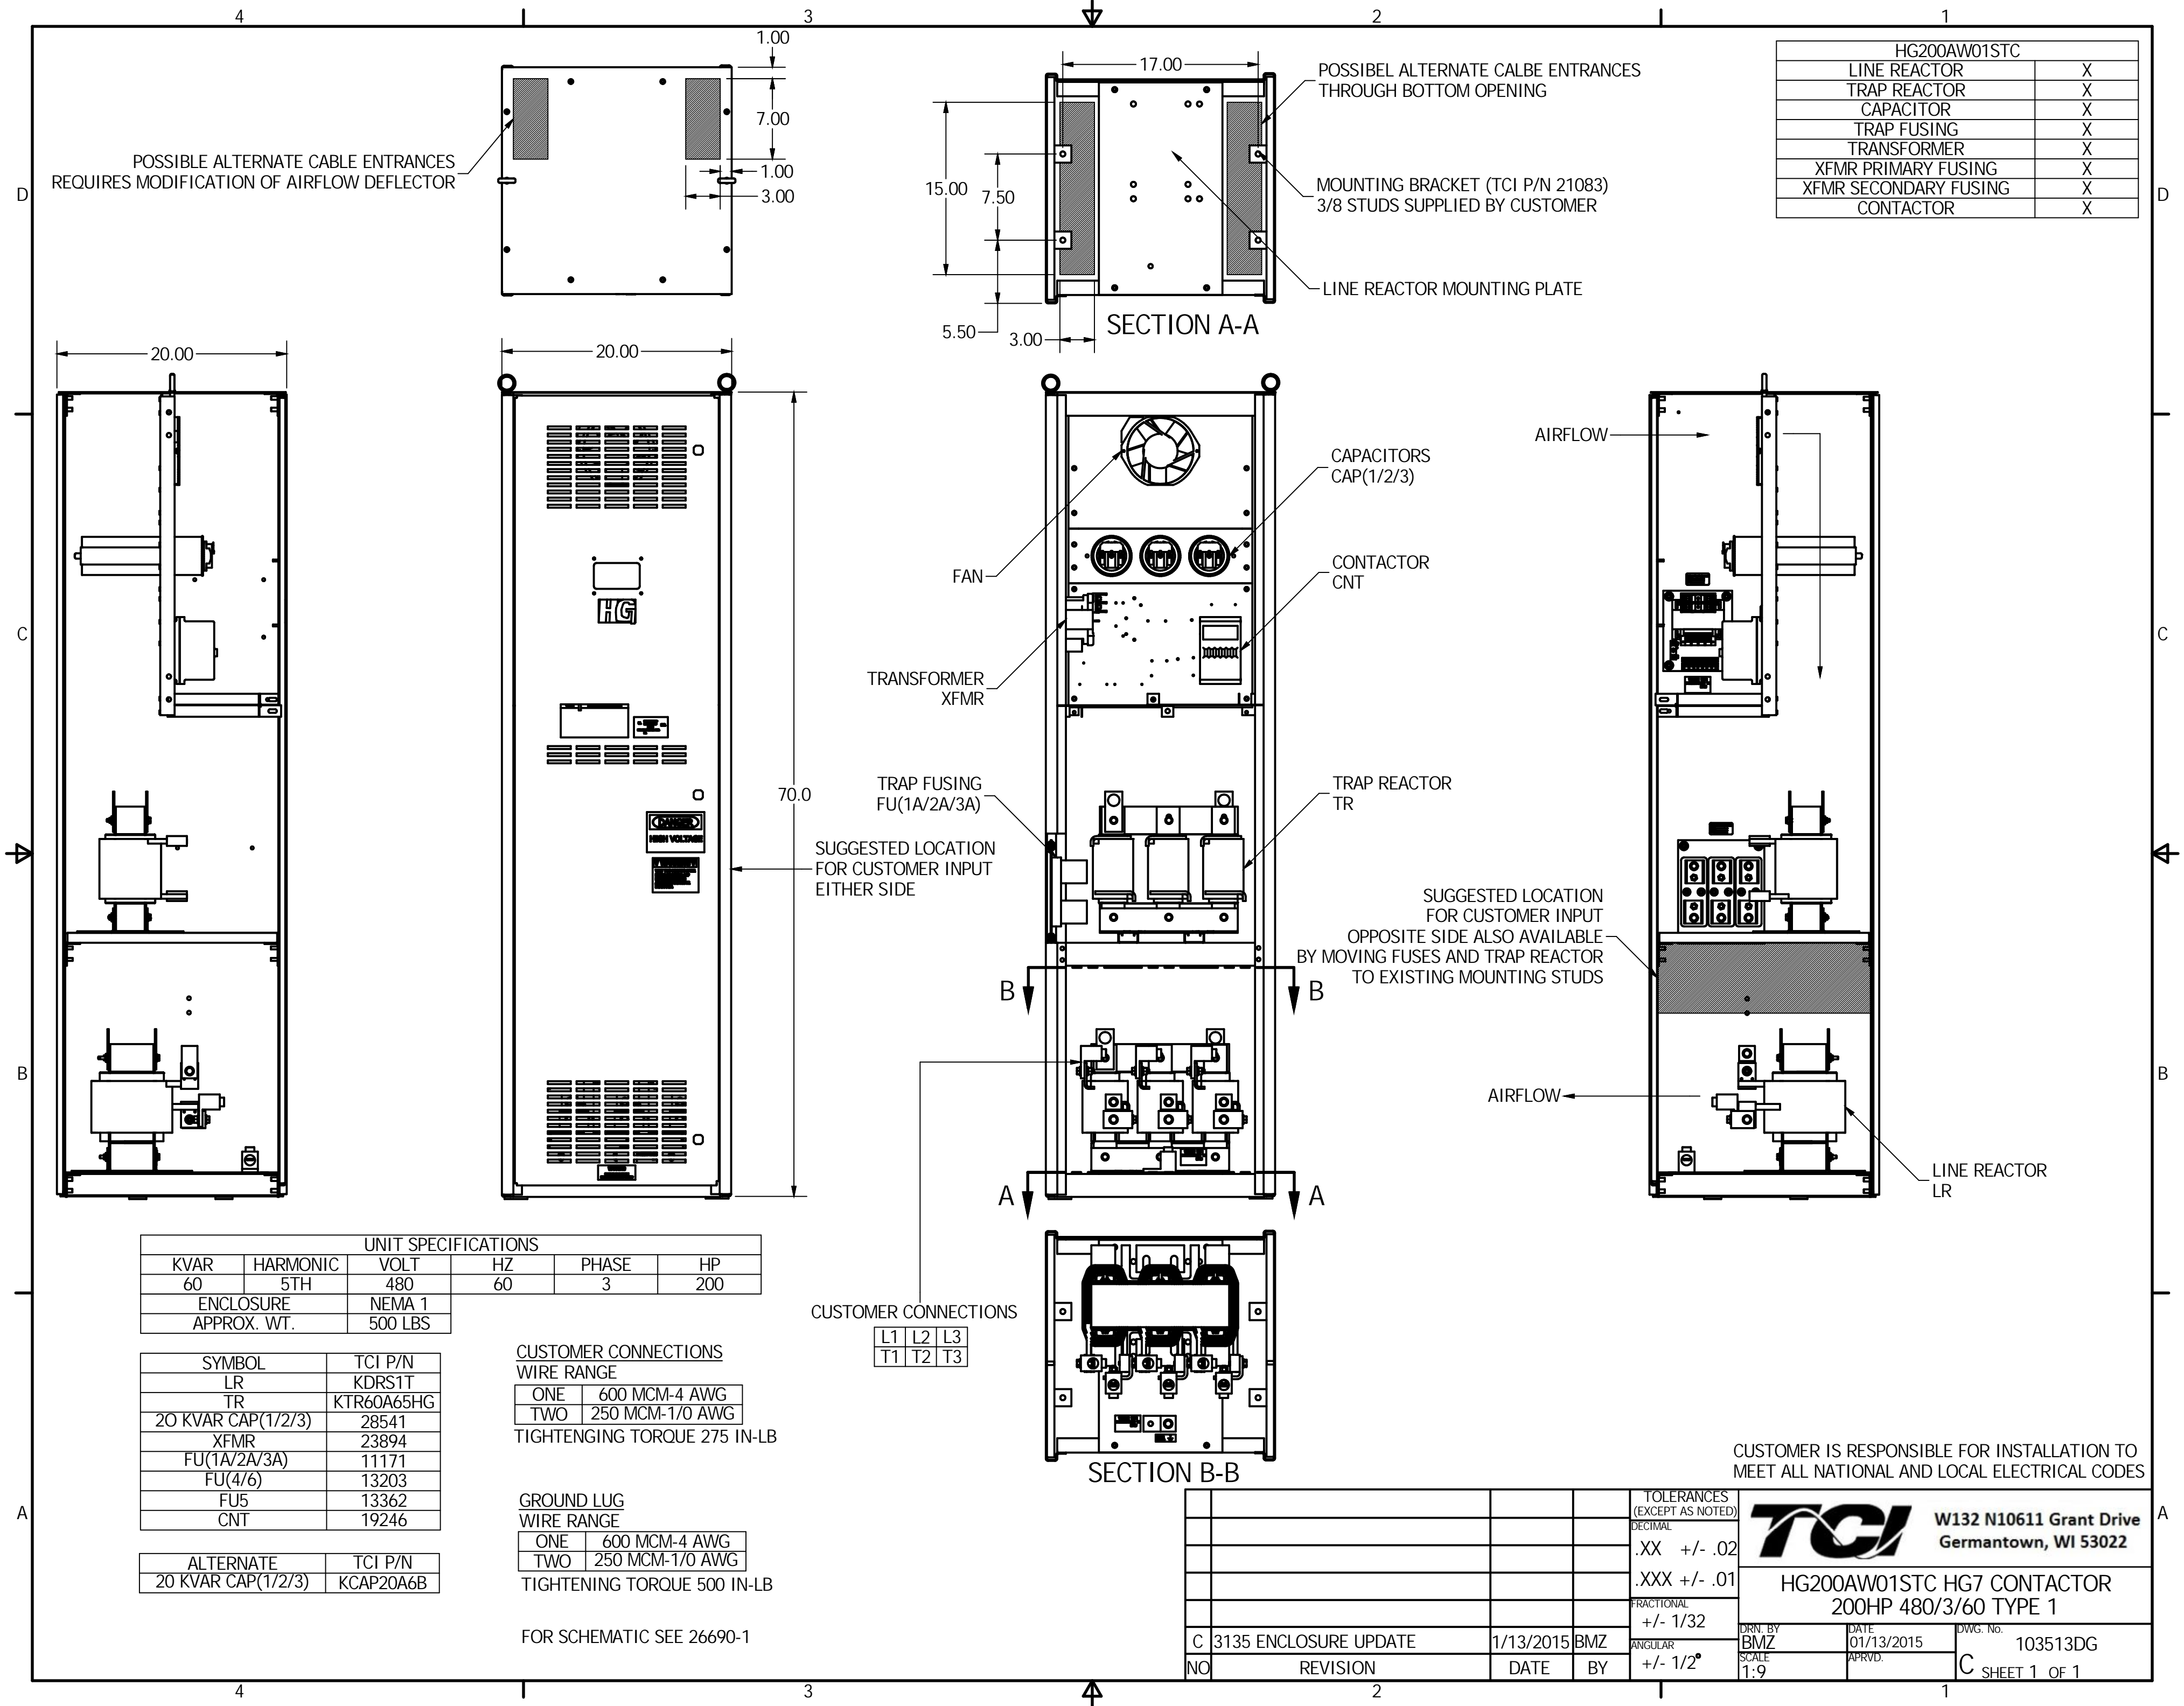 4
3
2
1
D
C
B
A
D
C
B
A
4
3
2
1
1.00
7.00
1.00
3.00
POSSIBLE ALTERNATE CABLE ENTRANCES
REQUIRES MODIFICATION OF AIRFLOW DEFLECTOR
17.00
15.00
7.50
5.50
3.00
POSSIBEL ALTERNATE CALBE ENTRANCES
THROUGH BOTTOM OPENING
MOUNTING BRACKET (TCI P/N 21083)
3/8 STUDS SUPPLIED BY CUSTOMER
LINE REACTOR MOUNTING PLATE
SECTION A-A
HG200AW01STC
LINE REACTOR X
TRAP REACTOR X
CAPACITOR X
TRAP FUSING X
TRANSFORMER X
XFMR PRIMARY FUSING X
XFMR SECONDARY FUSING X
CONTACTOR X
20.00
20.00
70.0
HG
DANGER
HIGH VOLTAGE
SUGGESTED LOCATION
FOR CUSTOMER INPUT
EITHER SIDE
FAN
CAPACITORS
CAP(1/2/3)
CONTACTOR
CNT
TRANSFORMER
XFMR
TRAP FUSING
FU(1A/2A/3A)
TRAP REACTOR
TR
B
B
A
A
AIRFLOW
SUGGESTED LOCATION
FOR CUSTOMER INPUT
OPPOSITE SIDE ALSO AVAILABLE
BY MOVING FUSES AND TRAP REACTOR
TO EXISTING MOUNTING STUDS
AIRFLOW
LINE REACTOR
LR
CUSTOMER CONNECTIONS
L1 L2 L3
T1 T2 T3
SECTION B-B
UNIT SPECIFICATIONS
KVAR HARMONIC VOLT HZ PHASE HP
60 5TH 480 60 3 200
ENCLOSURE NEMA 1
APPROX. WT. 500 LBS
SYMBOL TCI P/N
LR KDRS1T
TR KTR60A65HG
2O KVAR CAP(1/2/3) 28541
XFMR 23894
FU(1A/2A/3A) 11171
FU(4/6) 13203
FU5 13362
CNT 19246
ALTERNATE TCI P/N
20 KVAR CAP(1/2/3) KCAP20A6B
CUSTOMER CONNECTIONS
WIRE RANGE
ONE 600 MCM-4 AWG
TWO 250 MCM-1/0 AWG
TIGHTENGING TORQUE 275 IN-LB
GROUND LUG
WIRE RANGE
ONE 600 MCM-4 AWG
TWO 250 MCM-1/0 AWG
TIGHTENING TORQUE 500 IN-LB
FOR SCHEMATIC SEE 26690-1
CUSTOMER IS RESPONSIBLE FOR INSTALLATION TO
MEET ALL NATIONAL AND LOCAL ELECTRICAL CODES
C 3135 ENCLOSURE UPDATE 1/13/2015 BMZ
NO REVISION DATE BY
TOLERANCES
(EXCEPT AS NOTED)
DECIMAL
.XX +/- .02
.XXX +/- .01
FRACTIONAL
+/- 1/32
ANGULAR
+/- 1/2°
TCI
W132 N10611 Grant Drive
Germantown, WI 53022
HG200AW01STC HG7 CONTACTOR
200HP 480/3/60 TYPE 1
DRN. BY
BMZ
DATE
01/13/2015
DWG. No.
103513DG
SCALE
1:9
APRVD.
C SHEET 1 OF 1